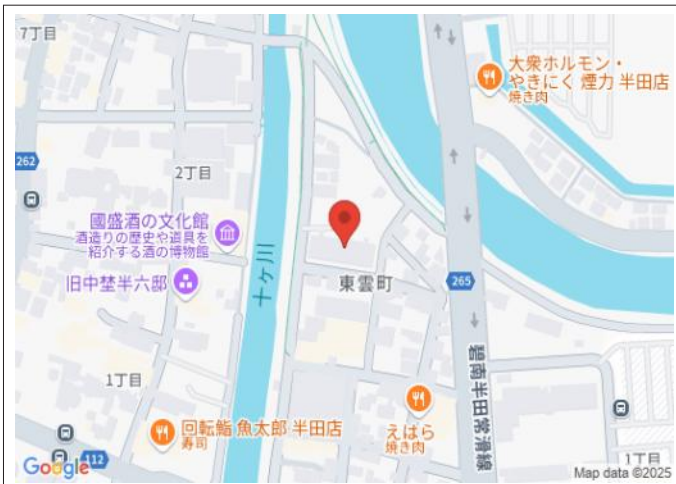 7丁目
大衆ホルモン・
やきにく 煙力 半田店
焼き肉
262
2丁目
國盛酒の文化館
酒造りの歴史や道具を
紹介する酒の博物館
旧中埜半六邸
十ヶ川
東雲町
265
碧南半田常滑線
1丁目
えはら
焼き肉
回転鮨 魚太郎 半田店
寿司
112
1丁目
Google
Map data ©2025